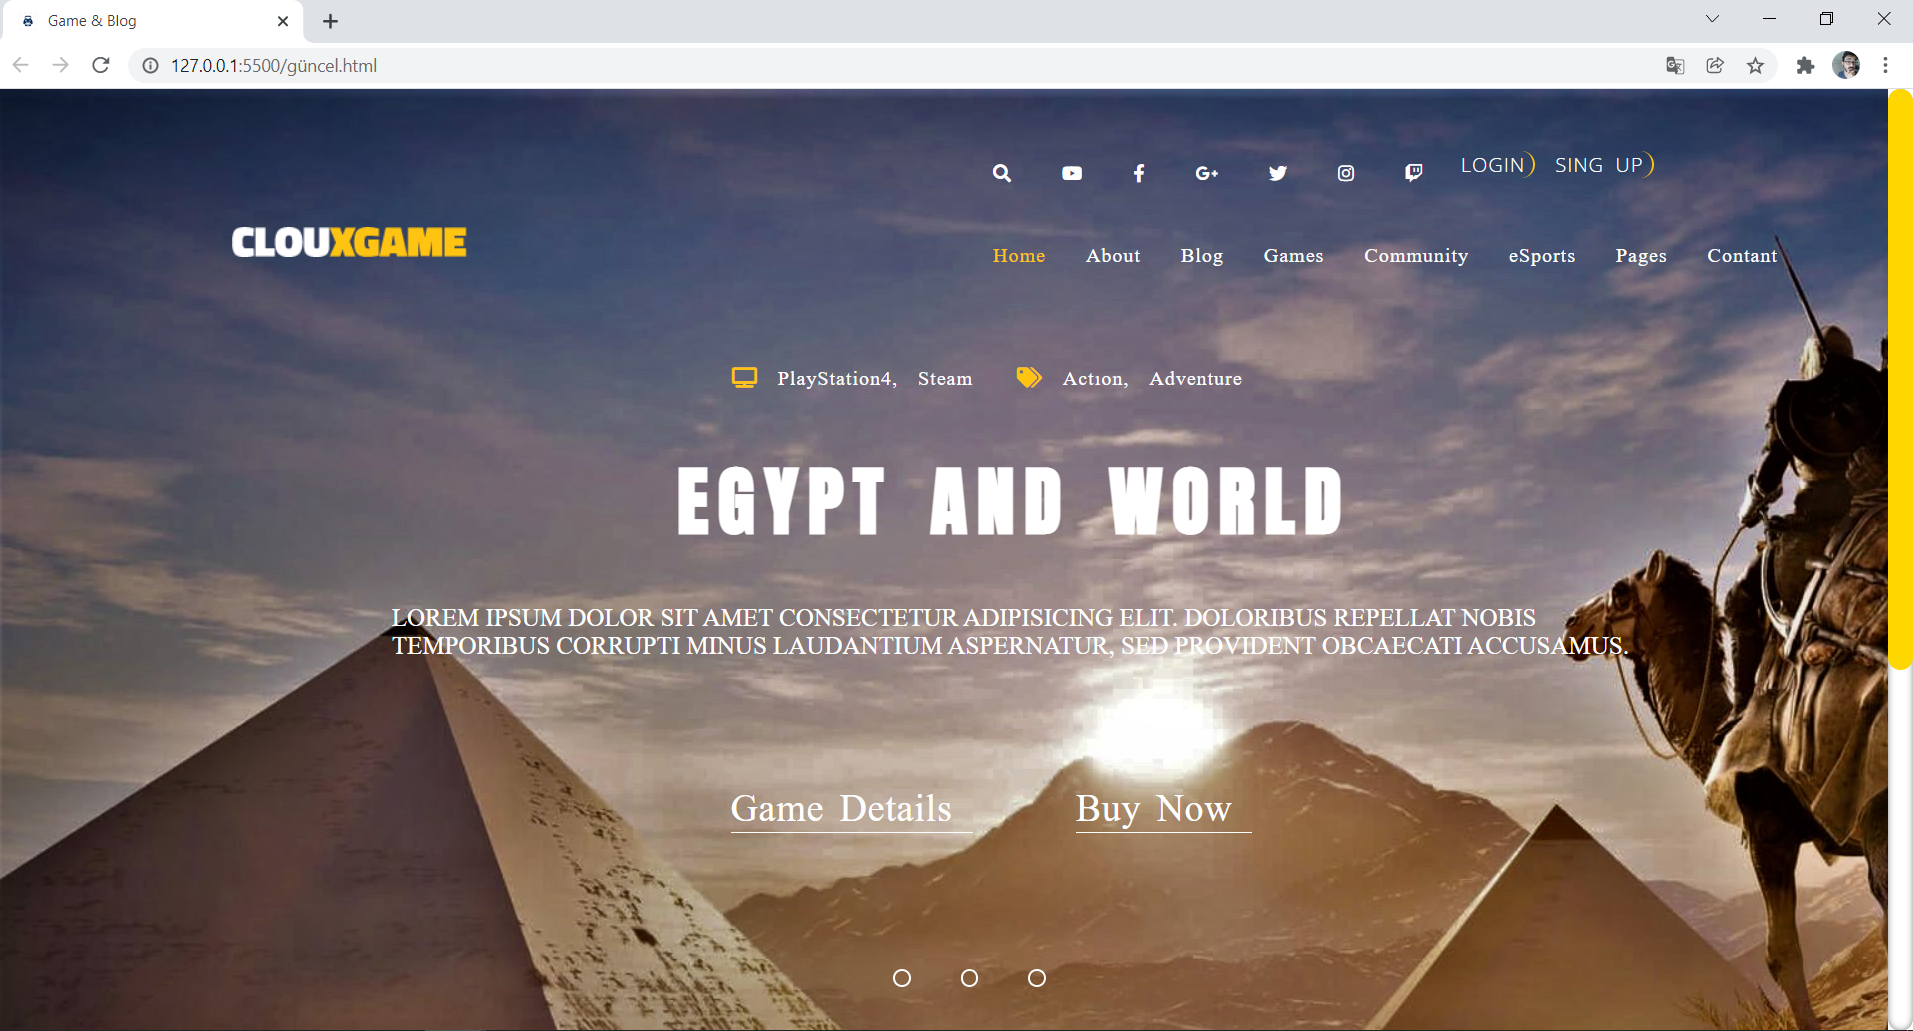 Game & Blog
127.0.0.1:5500/güncel.html
LOGIN SING UP
CLOUXGAME
Home About Blog Games Community eSports Pages Contant
PlayStation4, Steam Actıon, Adventure
EGYPT AND WORLD
LOREM IPSUM DOLOR SIT AMET CONSECTETUR ADIPISICING ELIT. DOLORIBUS REPELLAT NOBIS
TEMPORIBUS CORRUPTI MINUS LAUDANTIUM ASPERNATUR, SED PROVIDENT OBCAECATI ACCUSAMUS.
Game Details Buy Now